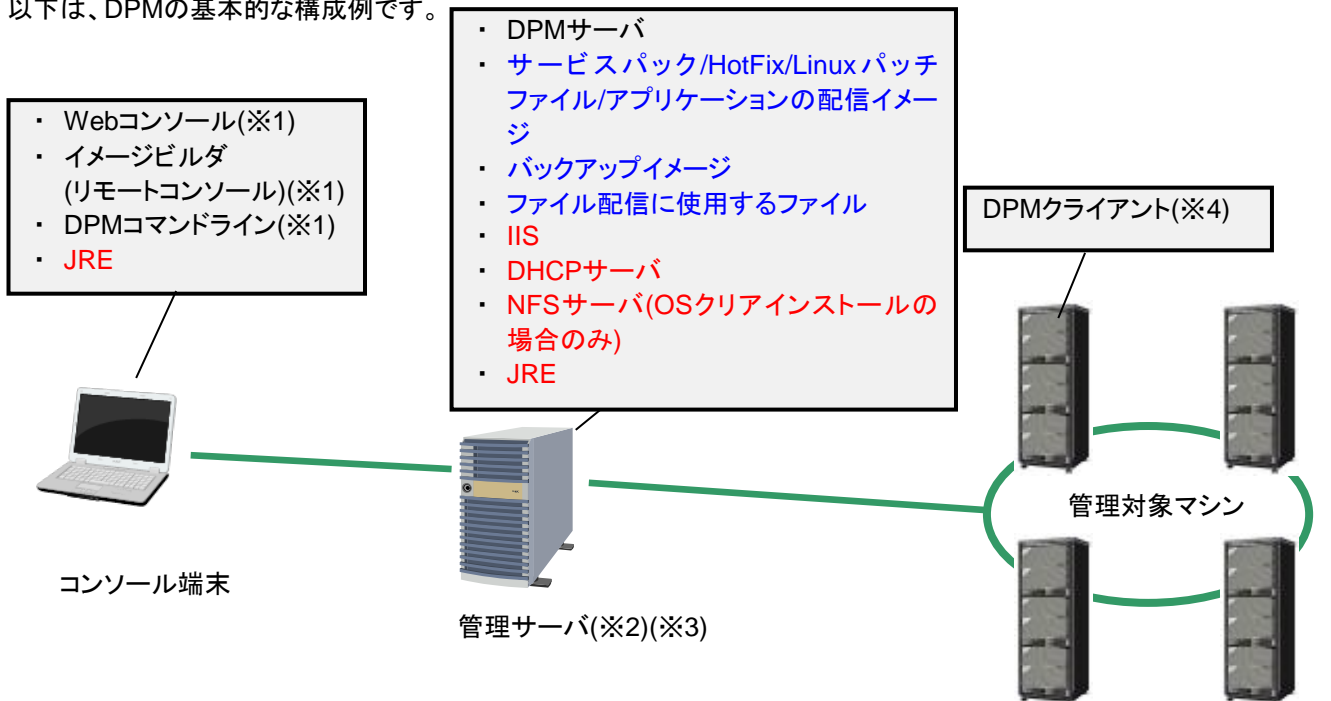 以下は、DPMの基本的な構成例です。
・ Webコンソール(※1)
・ イメージビルダ
(リモートコンソール)(※1)
・ DPMコマンドライン(※1)
・ JRE
・ DPMサーバ
・ サービスパック/HotFix/Linuxパッチ
ファイル/アプリケーションの配信イメー
ジ
・ バックアップイメージ
・ ファイル配信に使用するファイル
・ IIS
・ DHCPサーバ
・ NFSサーバ(OSクリアインストールの
場合のみ)
・ JRE
DPMクライアント(※4)
管理対象マシン
コンソール端末
管理サーバ(※2)(※3)